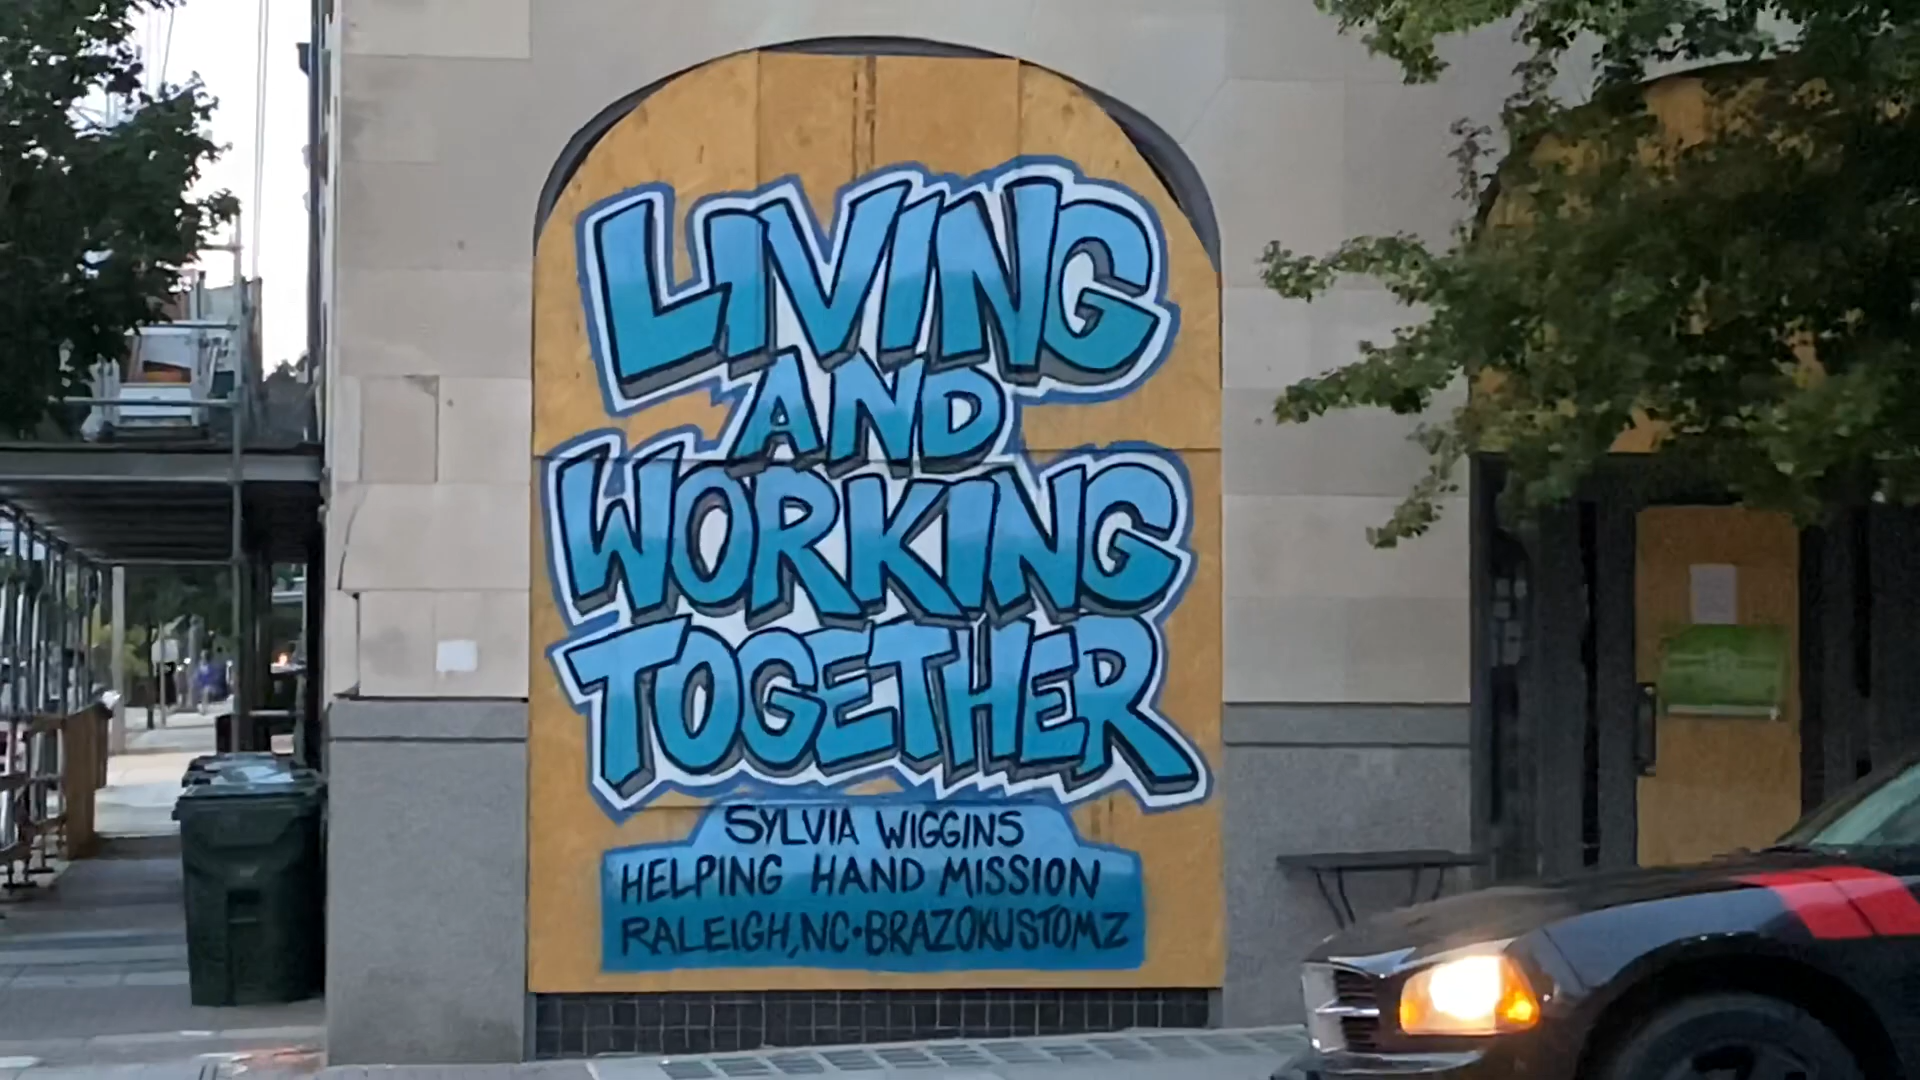 LIVING
AND
WORKING
TOGETHER
SYLVIA WIGGINS
HELPING HAND MISSION
RALEIGH, NC•BRAZOKUSTOMZ